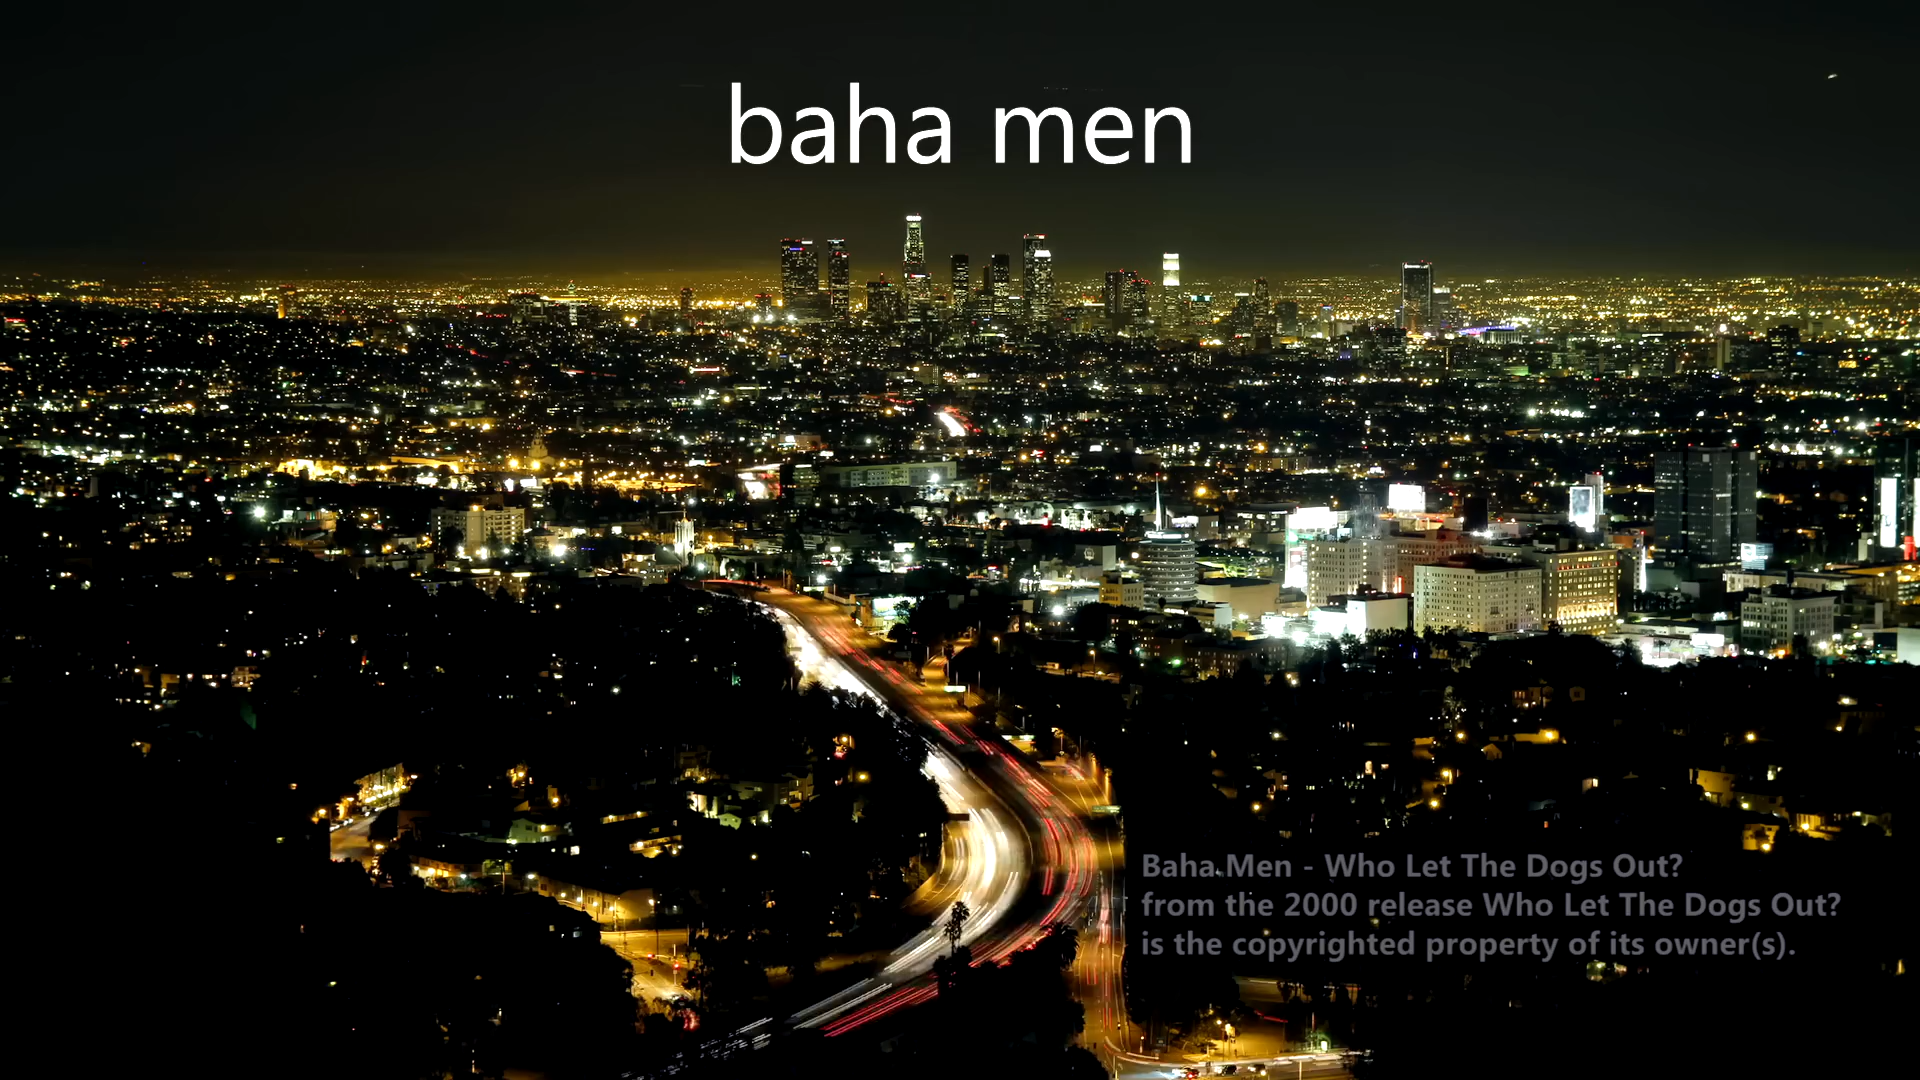 baha men
Baha Men - Who Let The Dogs Out?
from the 2000 release Who Let The Dogs Out?
is the copyrighted property of its owner(s).